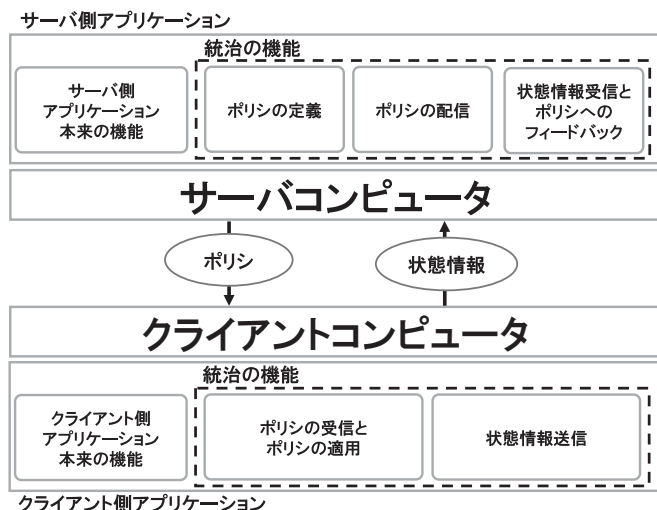 サーバ側アプリケーション
統治の機能
サーバ側
アプリケーション
本来の機能
ポリシの定義
ポリシの配信
状態情報受信と
ポリシへの
フィードバック
サーバコンピュータ
ポリシ
状態情報
クライアントコンピュータ
統治の機能
クライアント側
アプリケーション
本来の機能
ポリシの受信と
ポリシの適用
状態情報送信
クライアント側アプリケーション